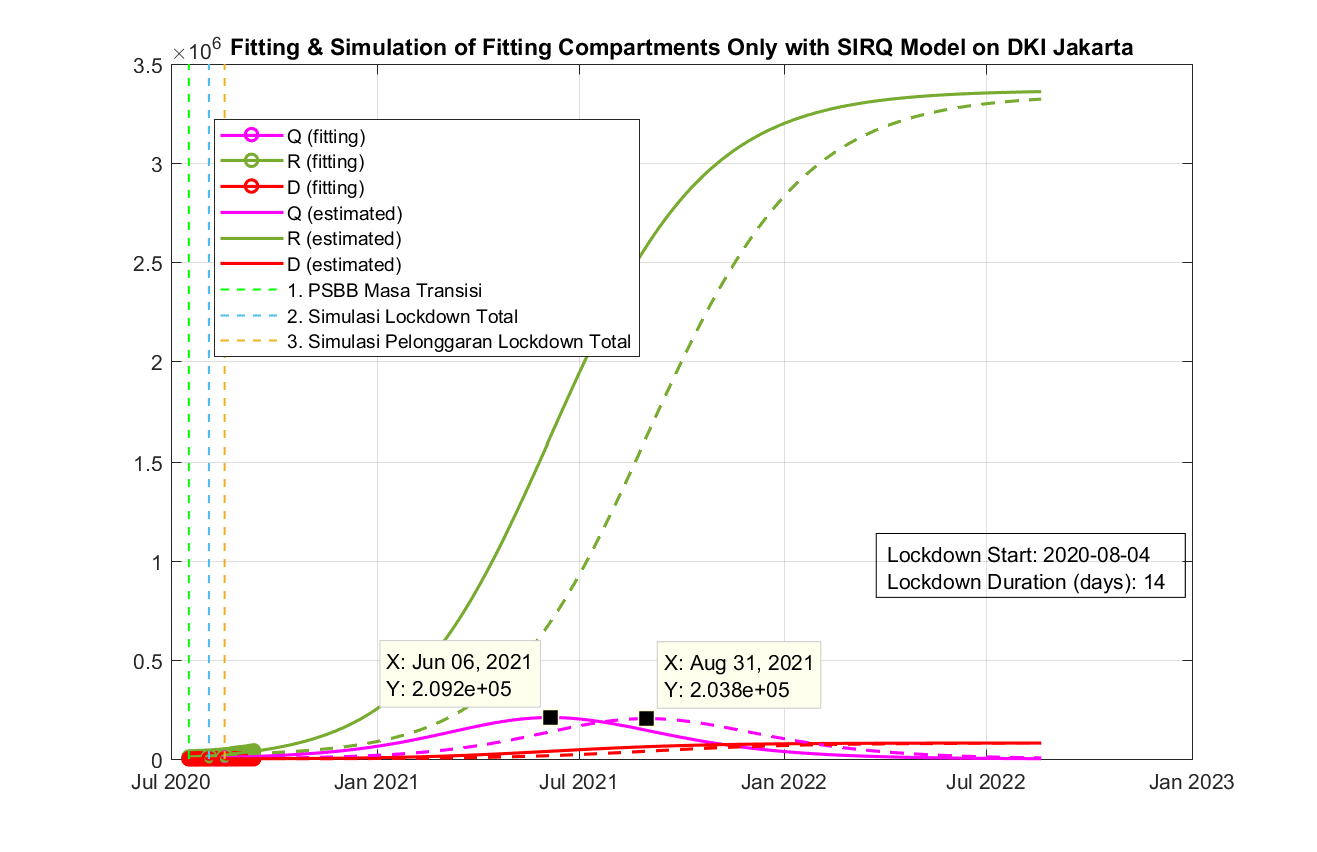 Fitting & Simulation of Fitting Compartments Only with SIRQ Model on DKI Jakarta
×10^6
3.5
3
2.5
2
1.5
1
0.5
0
Q (fitting)
R (fitting)
D (fitting)
Q (estimated)
R (estimated)
D (estimated)
1. PSBB Masa Transisi
2. Simulasi Lockdown Total
3. Simulasi Pelonggaran Lockdown Total
Lockdown Start: 2020-08-04
Lockdown Duration (days): 14
X: Jun 06, 2021
Y: 2.092e+05
X: Aug 31, 2021
Y: 2.038e+05
Jul 2020 Jan 2021 Jul 2021 Jan 2022 Jul 2022 Jan 2023